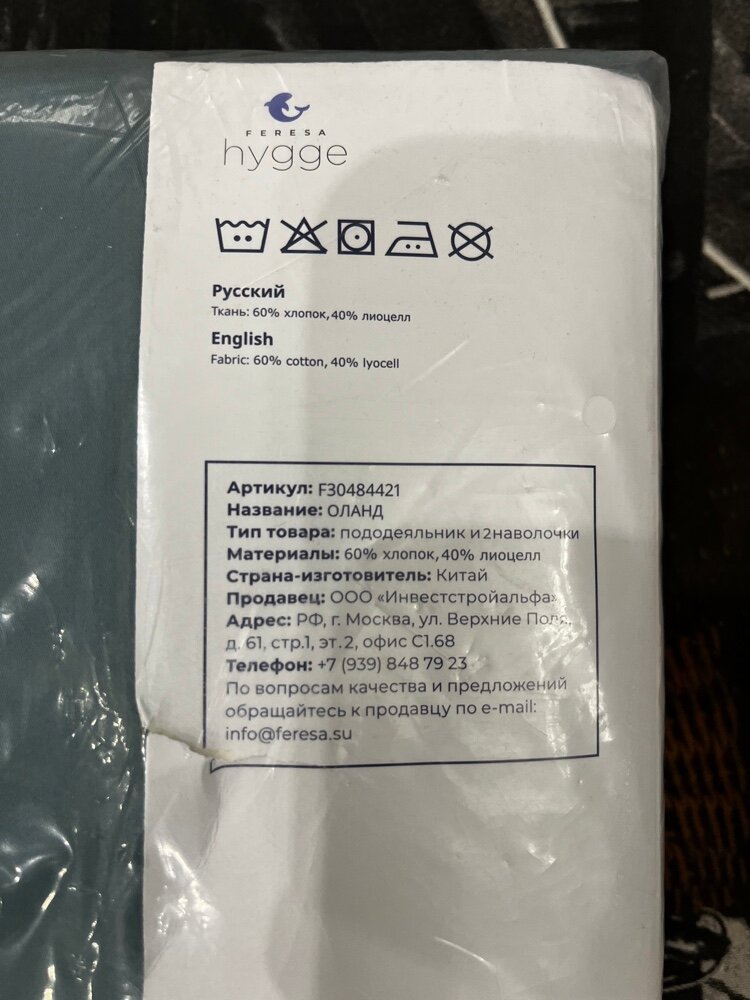 FERESA
hygge
Русский
Ткань: 60% хлопок, 40% лиоцелл
English
Fabric: 60% cotton, 40% lyocell
Артикул: F30484421
Название: ОЛАНД
Тип товара: пододеяльник и 2 наволочки
Материалы: 60% хлопок, 40% лиоцелл
Страна-изготовитель: Китай
Продавец: ООО «Инвестстройальфа»
Адрес: РФ, г. Москва, ул. Верхние Поля,
д. 61, стр.1, эт. 2, офис С1.68
Телефон: +7 (939) 848 79 23
По вопросам качества и предложений
обращайтесь к продавцу по e-mail:
info@feresa.su